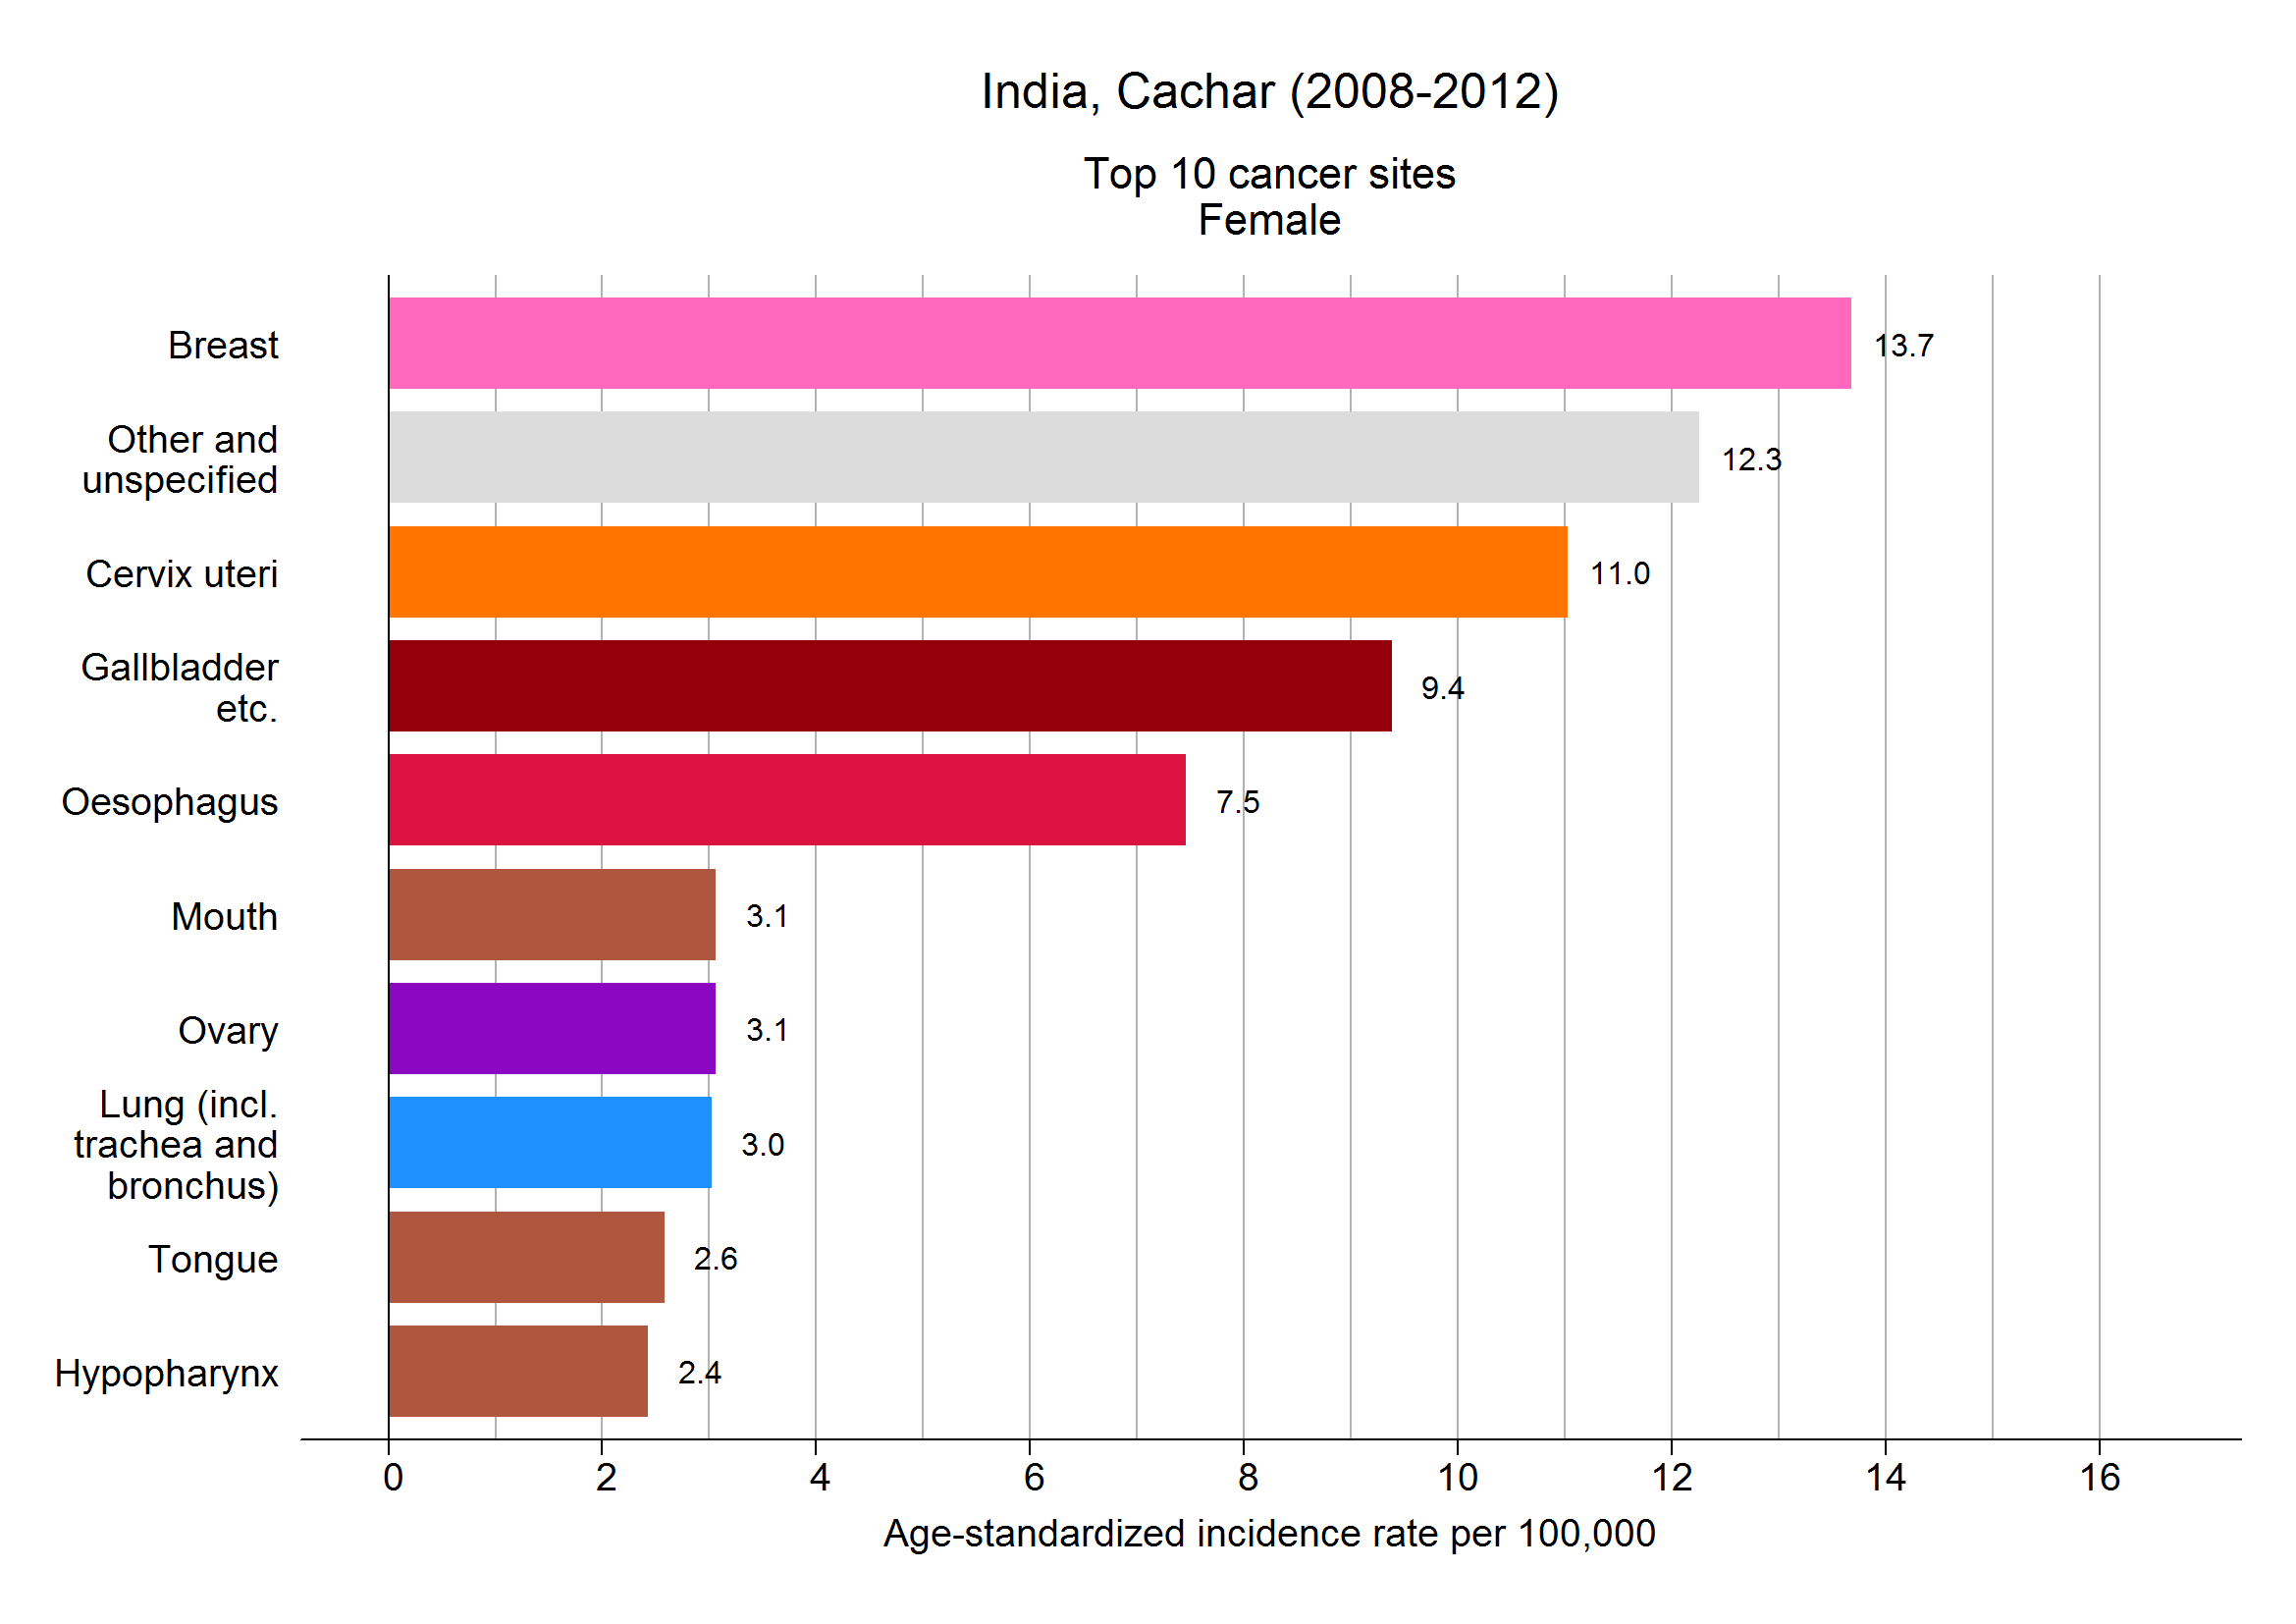 India, Cachar (2008-2012)
Top 10 cancer sites
Female
Breast
13.7
Other and
unspecified
12.3
Cervix uteri
11.0
Gallbladder
etc.
9.4
Oesophagus
7.5
Mouth
3.1
Ovary
3.1
Lung (incl.
trachea and
bronchus)
3.0
Tongue
2.6
Hypopharynx
2.4
0 2 4 6 8 10 12 14 16
Age-standardized incidence rate per 100,000